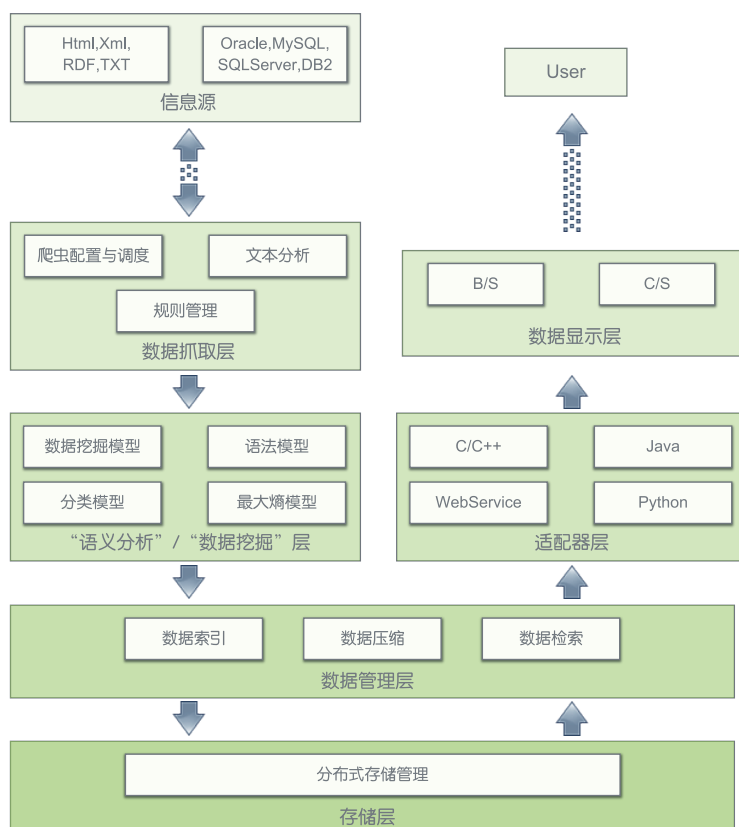 Html,Xml,
RDF,TXT
Oracle,MySQL,
SQLServer,DB2
信息源
User
爬虫配置与调度
文本分析
规则管理
数据抓取层
B/S
C/S
数据显示层
数据挖掘模型
语法模型
分类模型
最大熵模型
“语义分析”/“数据挖掘”层
C/C++
Java
WebService
Python
适配器层
数据索引
数据压缩
数据检索
数据管理层
分布式存储管理
存储层